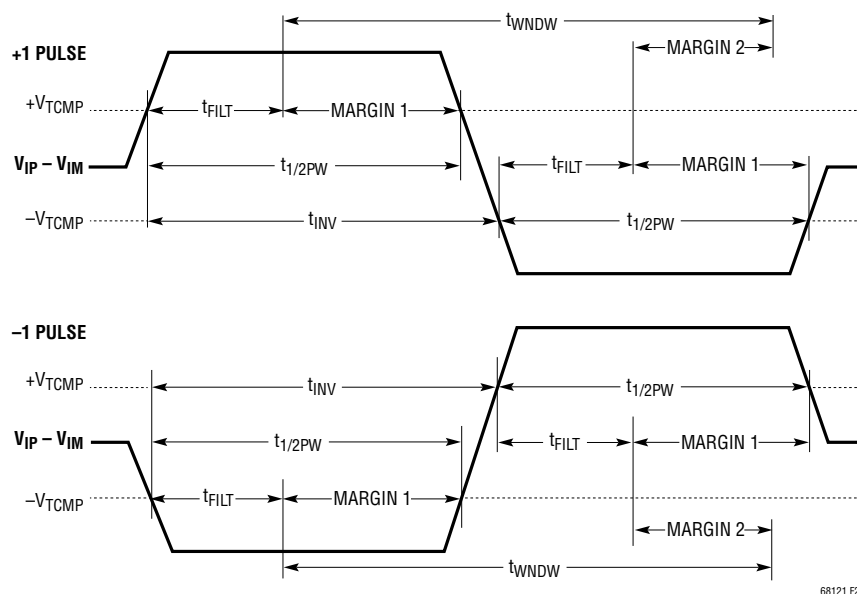 tWNDW
+1 PULSE
MARGIN 2
+VTCMP
tFILT
MARGIN 1
VIP – VIM
t1/2PW
tFILT
MARGIN 1
–VTCMP
tINV
t1/2PW
–1 PULSE
+VTCMP
tINV
t1/2PW
VIP – VIM
t1/2PW
tFILT
MARGIN 1
–VTCMP
tFILT
MARGIN 1
MARGIN 2
tWNDW